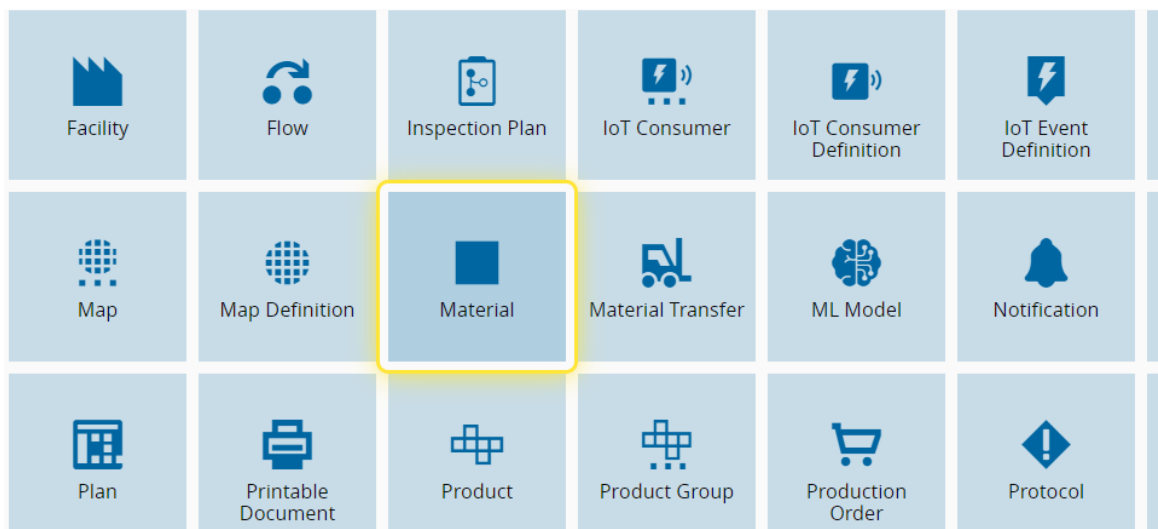 Facility
Flow
Inspection Plan
IoT Consumer
IoT Consumer
Definition
IoT Event
Definition
Map
Map Definition
Material
Material Transfer
ML Model
Notification
Plan
Printable
Document
Product
Product Group
Production
Order
Protocol